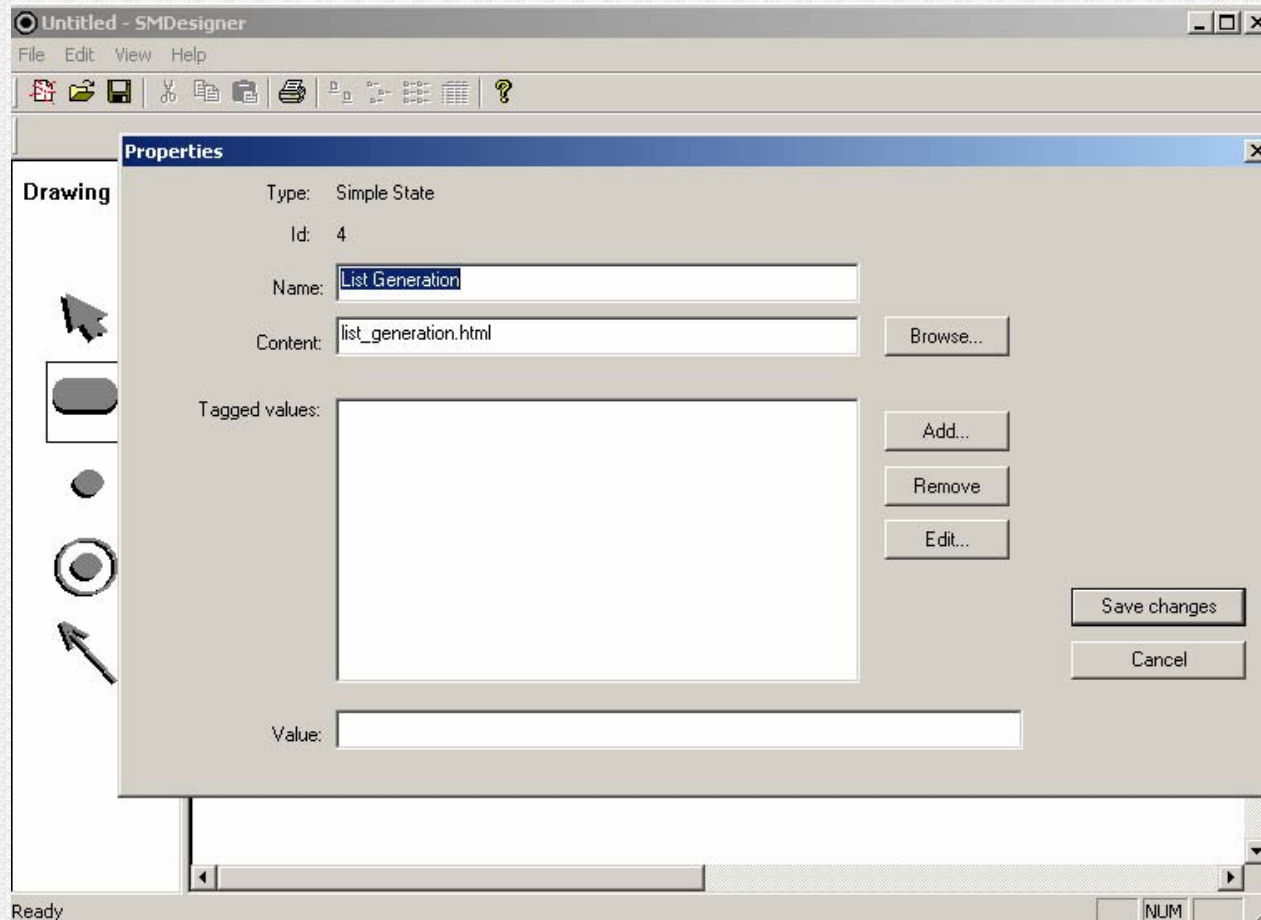 Untitled - SMDesigner
File Edit View Help
Properties
Drawing
Type: Simple State
Id: 4
Name: List Generation
Content: list_generation.html Browse...
Tagged values:
Add...
Remove
Edit...
Save changes
Cancel
Value:
Ready NUM